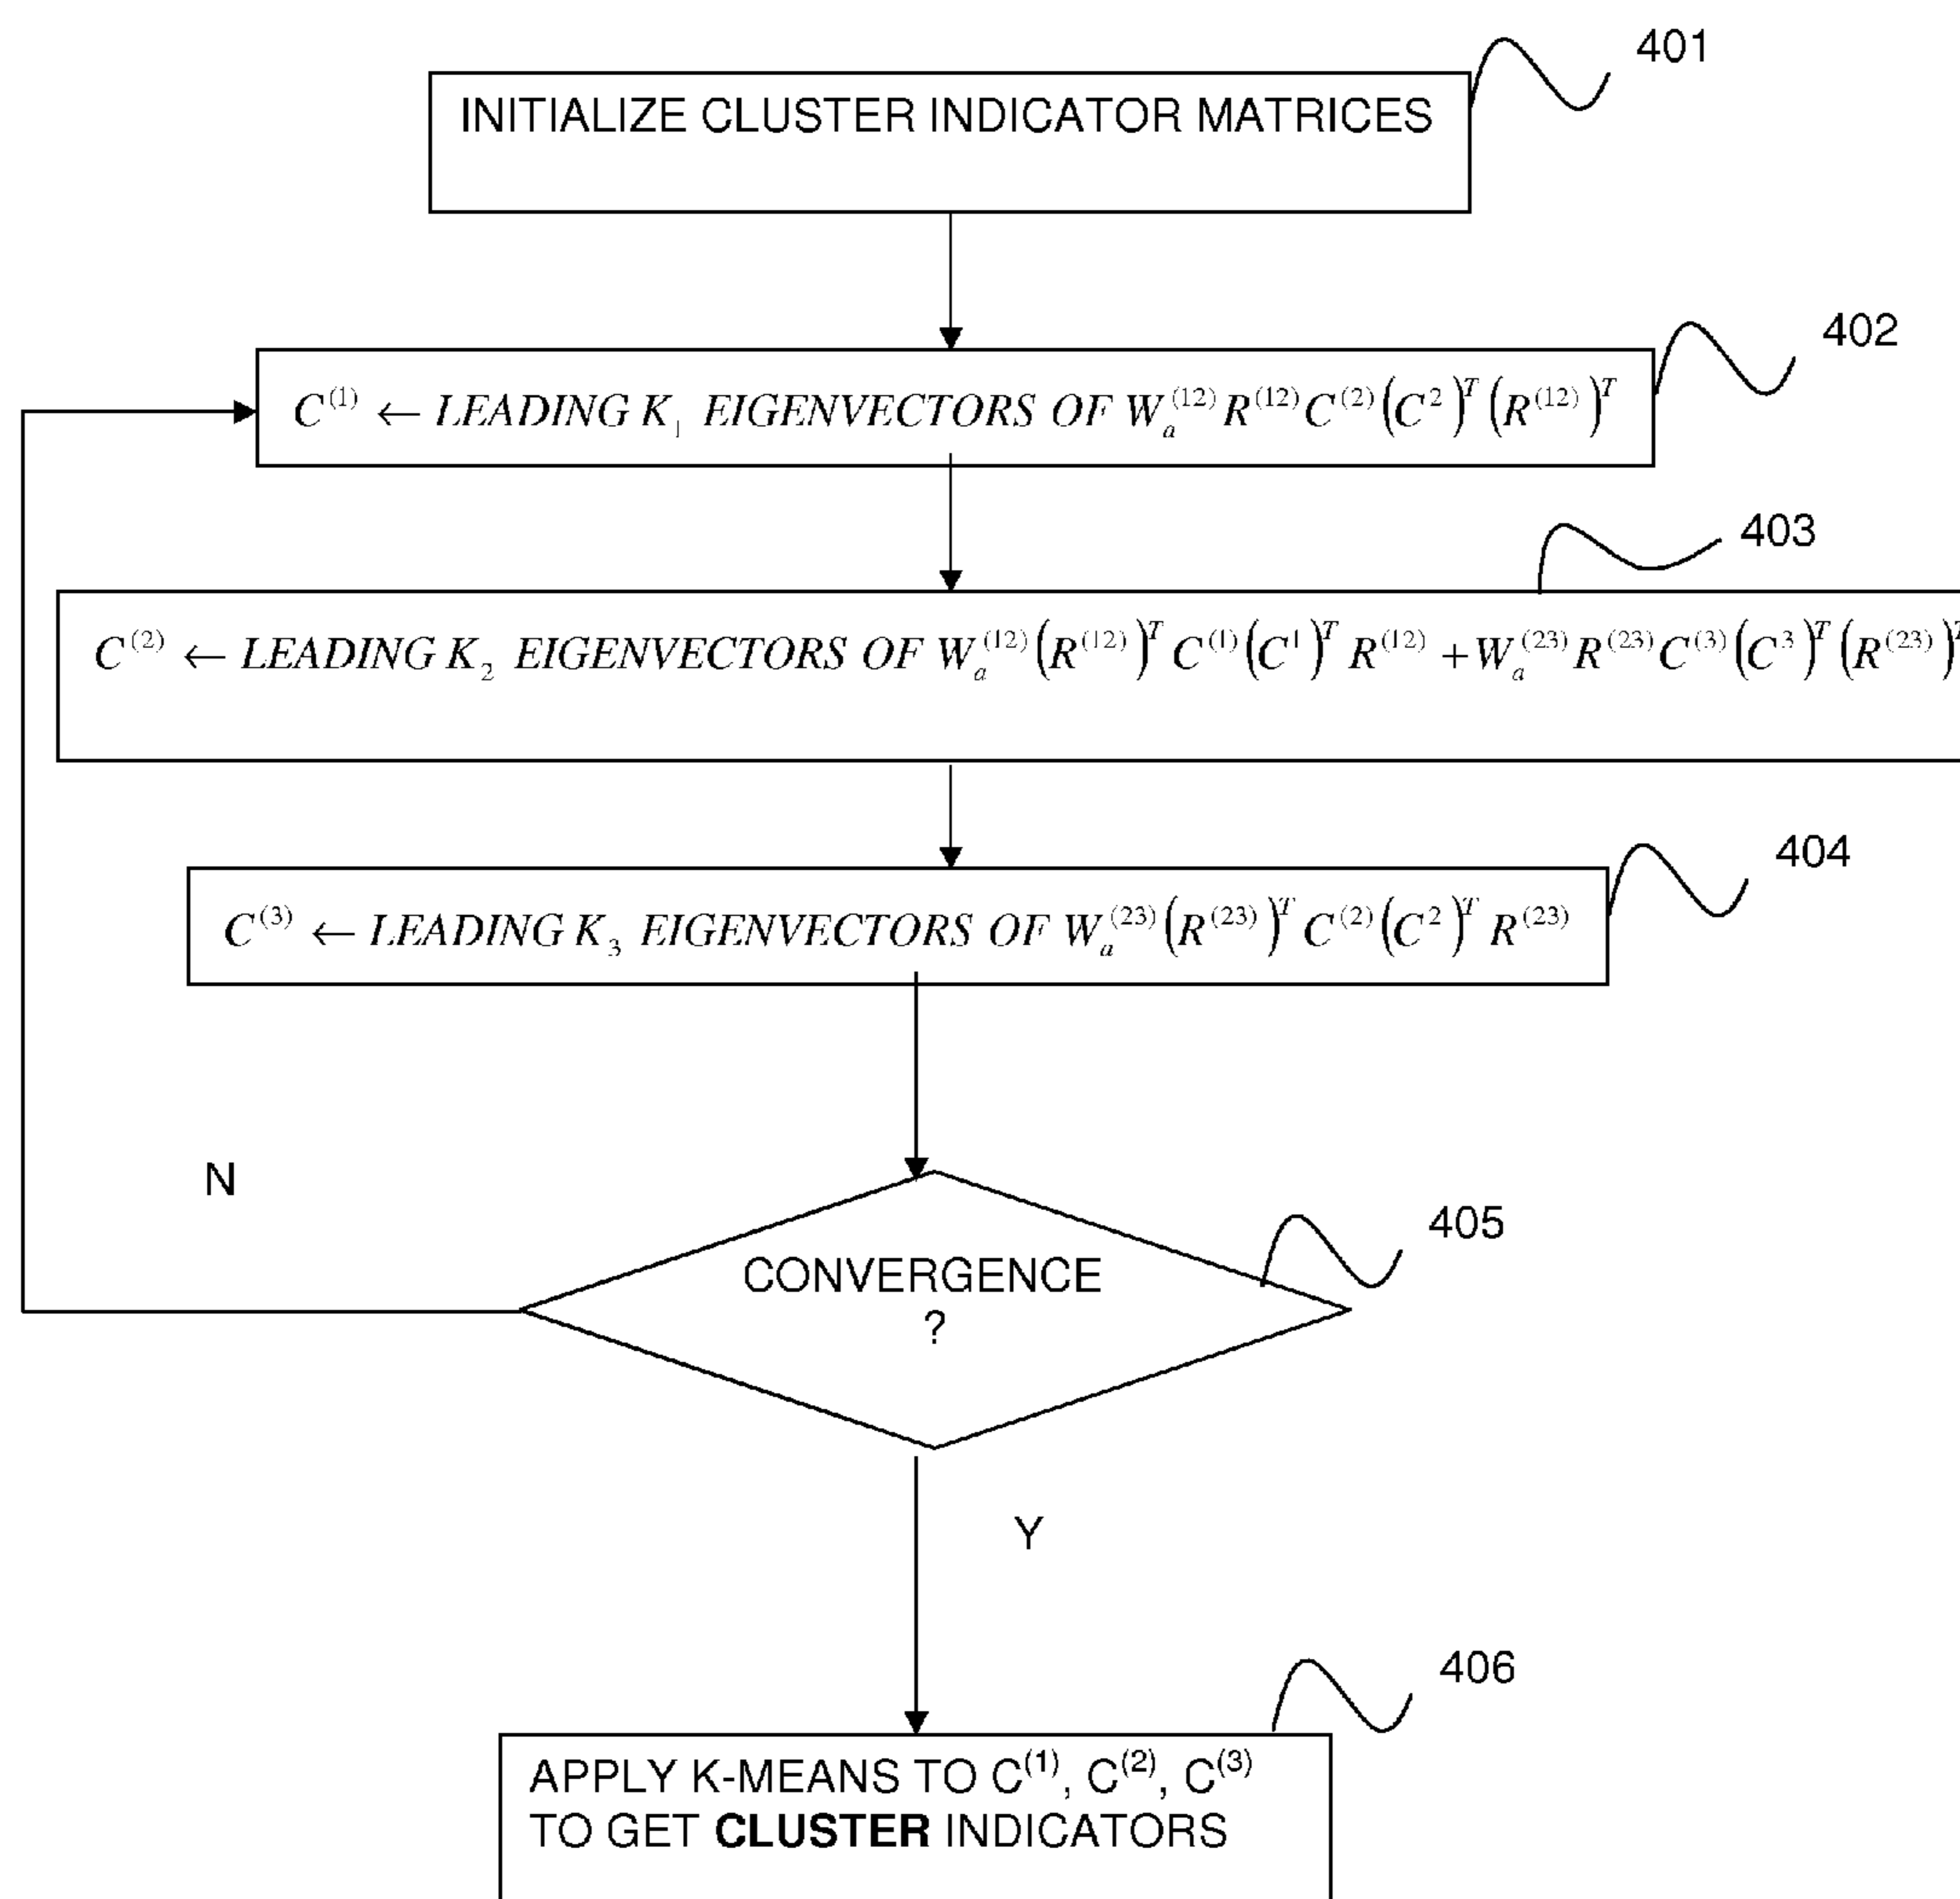 401
INITIALIZE CLUSTER INDICATOR MATRICES
402
C^(1) ← LEADING K_1 EIGENVECTORS OF W_a^(12) R^(12) C^(2) (C^2)^T (R^(12))^T
403
C^(2) ← LEADING K_2 EIGENVECTORS OF W_a^(12) (R^(12))^T C^(1) (C^1)^T R^(12) + W_a^(23) R^(23) C^(3) (C^3)^T (R^(23))^T
404
C^(3) ← LEADING K_3 EIGENVECTORS OF W_a^(23) (R^(23))^T C^(2) (C^2)^T R^(23)
N
405
CONVERGENCE
?
Y
406
APPLY K-MEANS TO C^(1), C^(2), C^(3)
TO GET CLUSTER INDICATORS